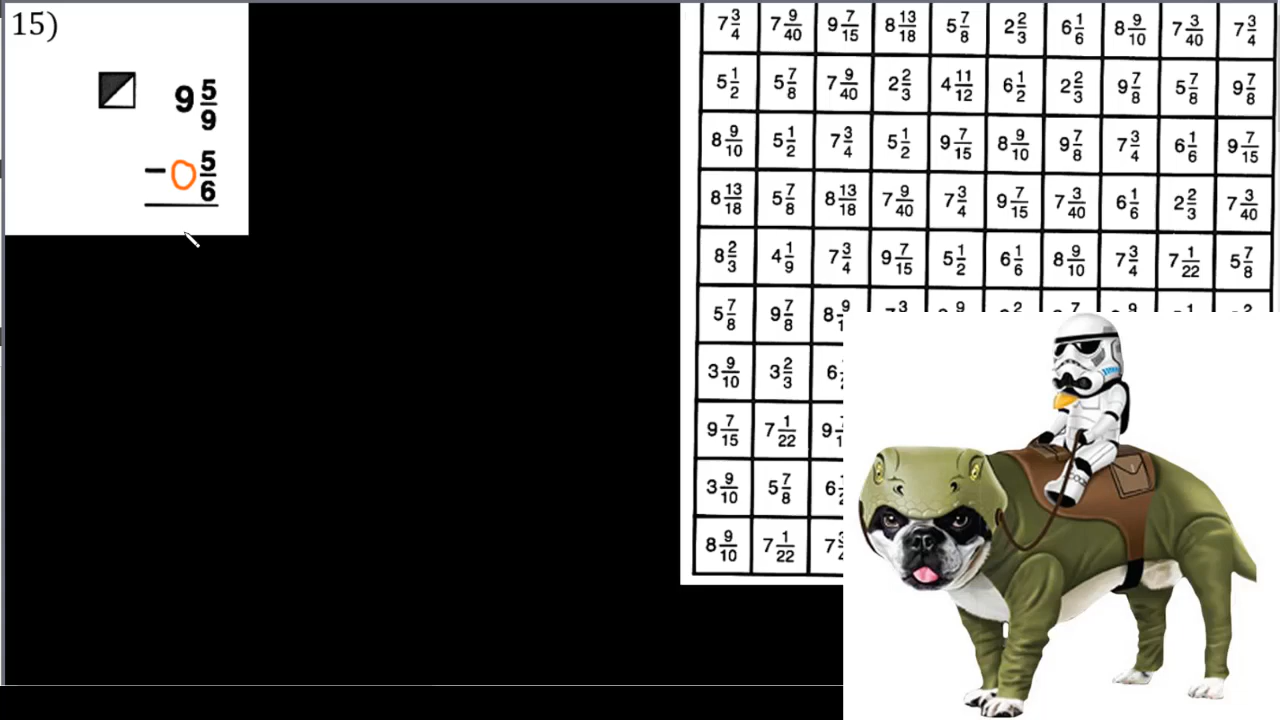 15)
9 5/9
− 0 5/6
7 3/4 7 9/40 9 7/15 8 13/18 5 7/8 2 2/3 6 1/6 8 9/10 7 3/40 7 3/4
5 1/2 5 7/8 7 9/40 2 2/3 4 11/12 6 1/2 2 2/3 9 7/8 5 7/8 9 7/8
8 9/10 5 1/2 7 3/4 5 1/2 9 7/15 8 9/10 9 7/8 7 3/4 6 1/6 9 7/15
8 13/18 5 7/8 8 13/18 7 9/40 7 3/4 9 7/15 7 3/40 6 1/6 2 2/3 7 3/40
8 2/3 4 1/9 7 3/4 9 7/15 5 1/2 6 1/6 8 9/10 7 3/4 7 1/22 5 7/8
5 7/8 9 7/8 8
3 9/10 3 2/3 6
9 7/15 7 1/22 9
3 9/10 5 7/8 6
8 9/10 7 1/22 7